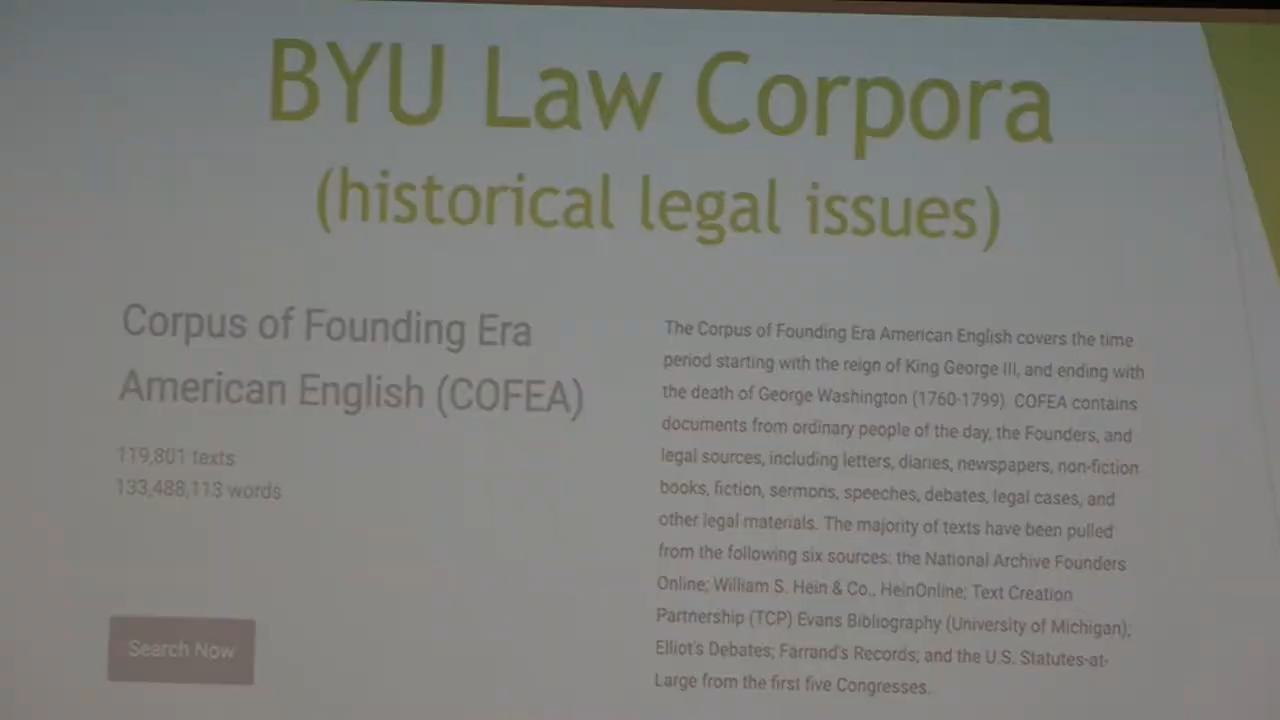 BYU Law Corpora
(historical legal issues)
Corpus of Founding Era
American English (COFEA)
119,801 texts
133,488,113 words
Search Now
The Corpus of Founding Era American English covers the time
period starting with the reign of King George III, and ending with
the death of George Washington (1760-1799). COFEA contains
documents from ordinary people of the day, the Founders, and
legal sources, including letters, diaries, newspapers, non-fiction
books, fiction, sermons, speeches, debates, legal cases, and
other legal materials. The majority of texts have been pulled
from the following six sources: the National Archive Founders
Online; William S. Hein & Co., HeinOnline; Text Creation
Partnership (TCP) Evans Bibliography (University of Michigan);
Elliot's Debates; Farrand's Records; and the U.S. Statutes-at-
Large from the first five Congresses.